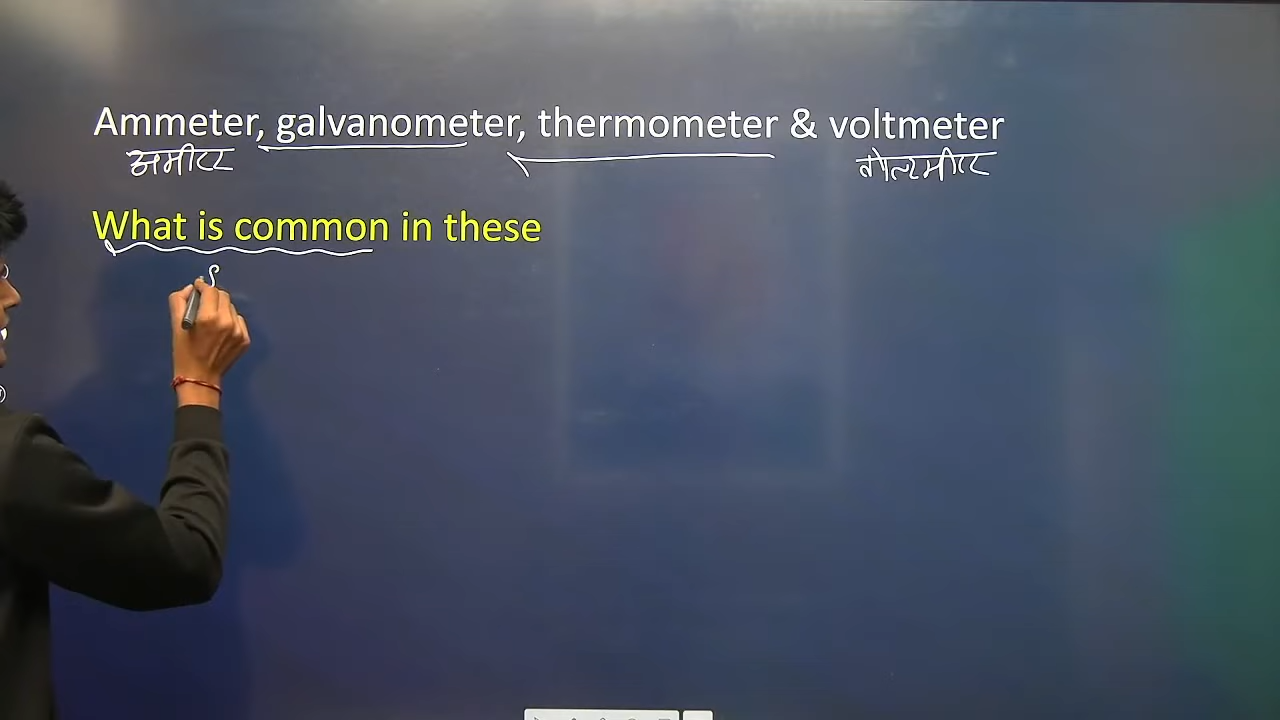 Ammeter, galvanometer, thermometer & voltmeter
अमीटर वोल्टमीटर
What is common in these